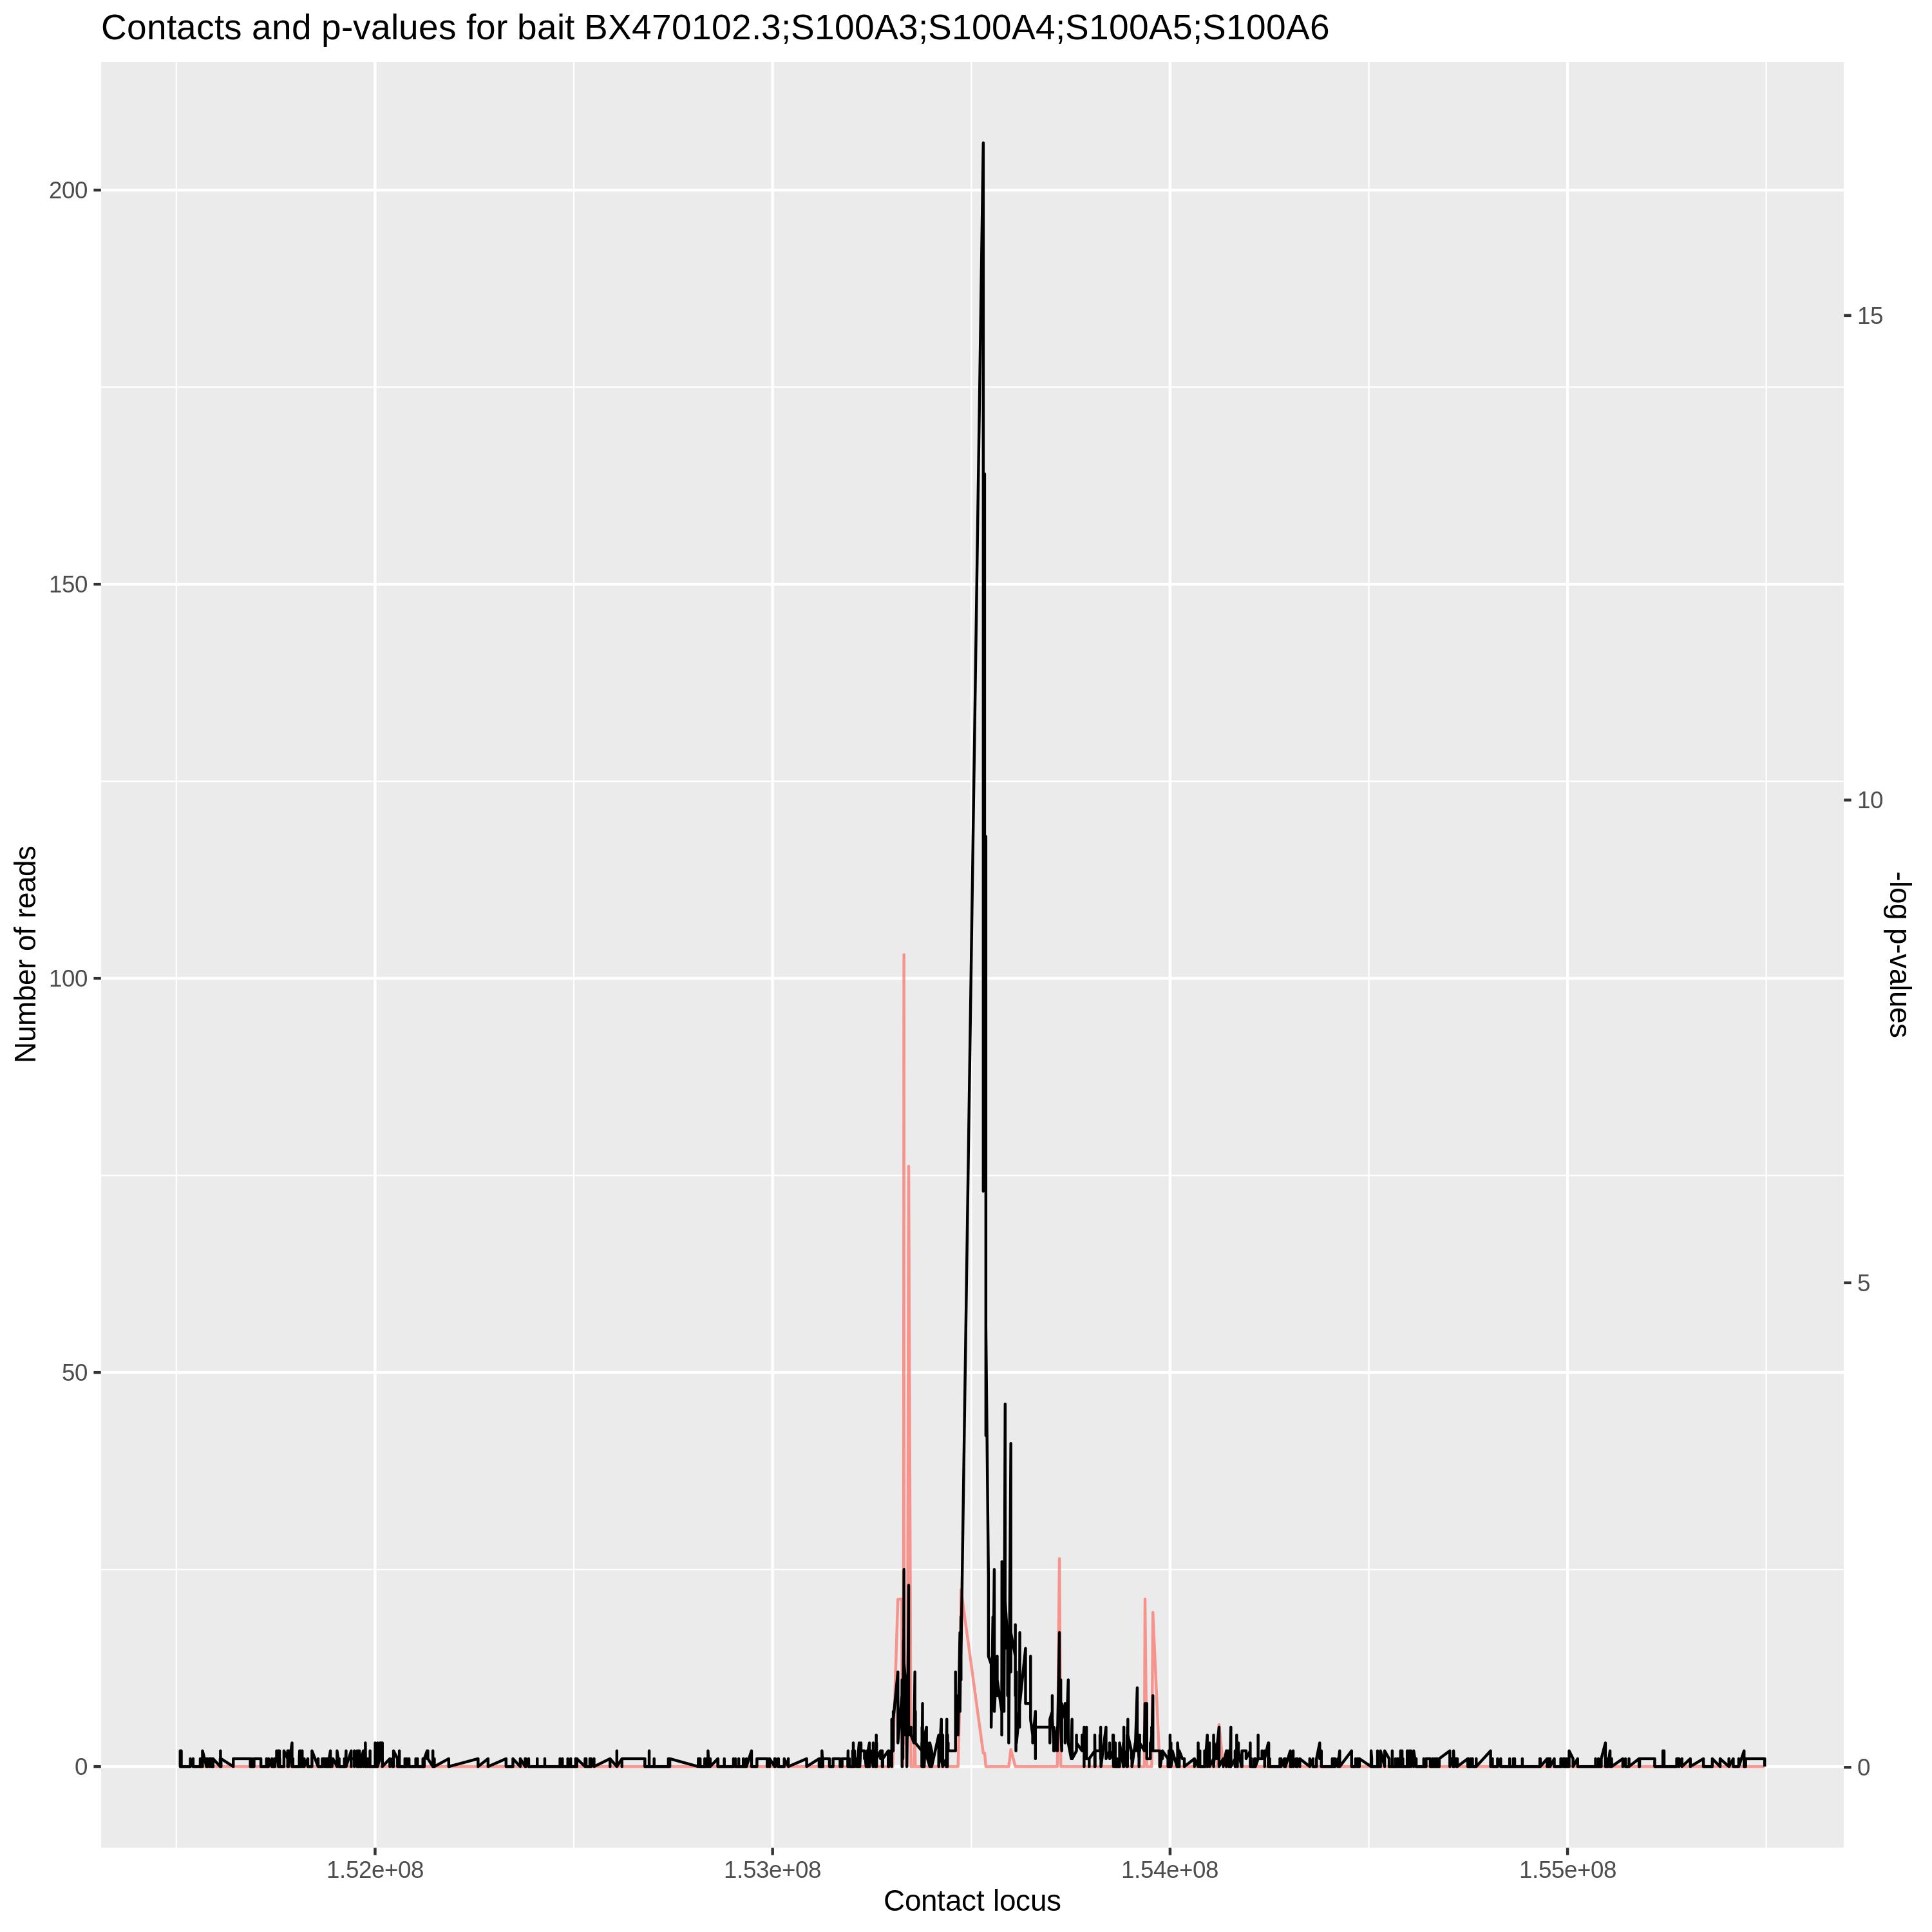 Contacts and p-values for bait BX470102.3;S100A3;S100A4;S100A5;S100A6
Number of reads
200
150
100
50
0
15
10
5
0
-log p-values
1.52e+08
1.53e+08
1.54e+08
1.55e+08
Contact locus